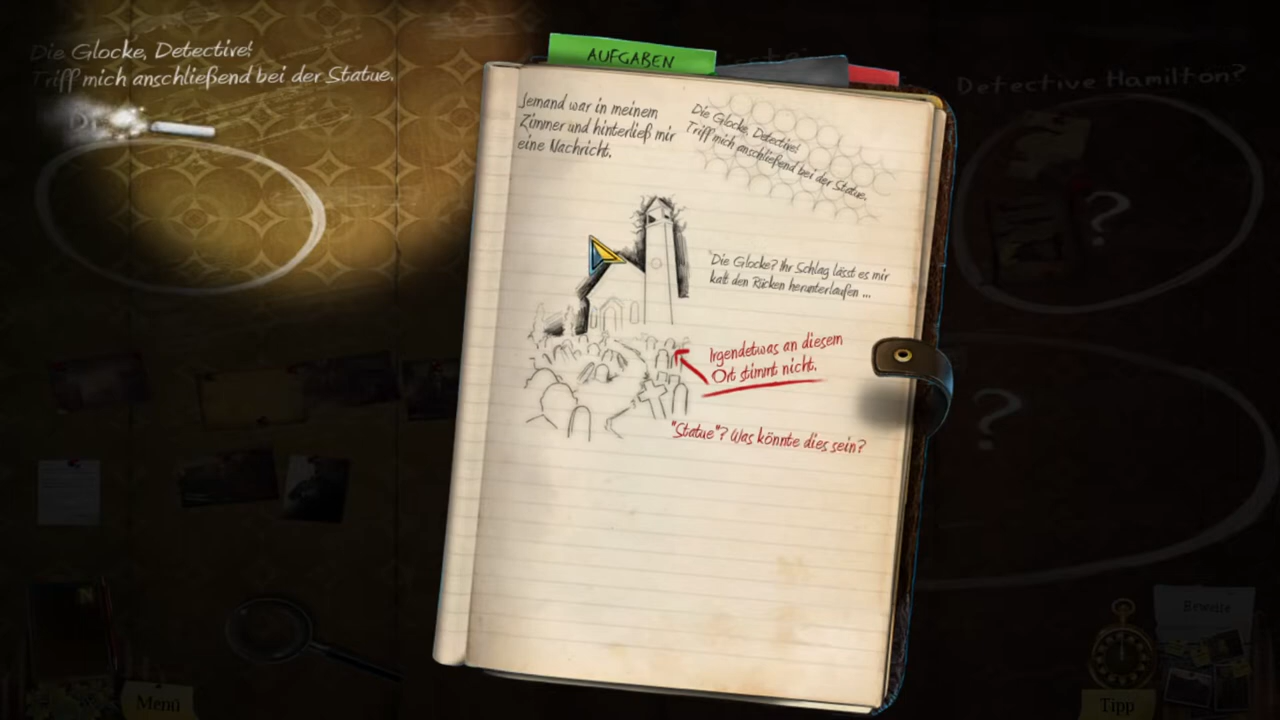 Die Glocke, Detective!
Triff mich anschließend bei der Statue.
Detective Hamilton?
?
?
AUFGABEN
Jemand war in meinem
Zimmer und hinterließ mir
eine Nachricht.
Die Glocke, Detective!
Triff mich anschließend bei der Statue.
"Die Glocke? Ihr Schlag lässt es mir
kalt den Rücken herunterlaufen ...
Irgendetwas an diesem
Ort stimmt nicht.
"Statue"? Was könnte dies sein?
Menü
Tipp
Beweise